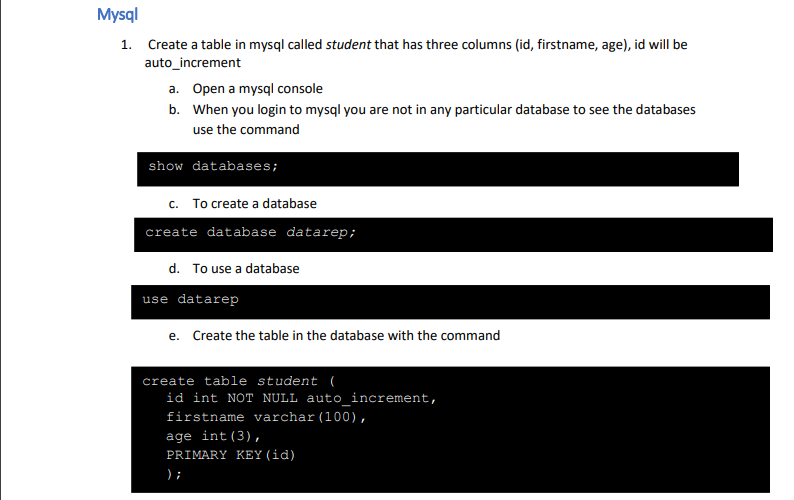 Mysql
1. Create a table in mysql called student that has three columns (id, firstname, age), id will be
auto_increment
a. Open a mysql console
b. When you login to mysql you are not in any particular database to see the databases
use the command
show databases;
c. To create a database
create database datarep;
d. To use a database
use datarep
e. Create the table in the database with the command
create table student (
id int NOT NULL auto_increment,
firstname varchar(100),
age int(3),
PRIMARY KEY(id)
);